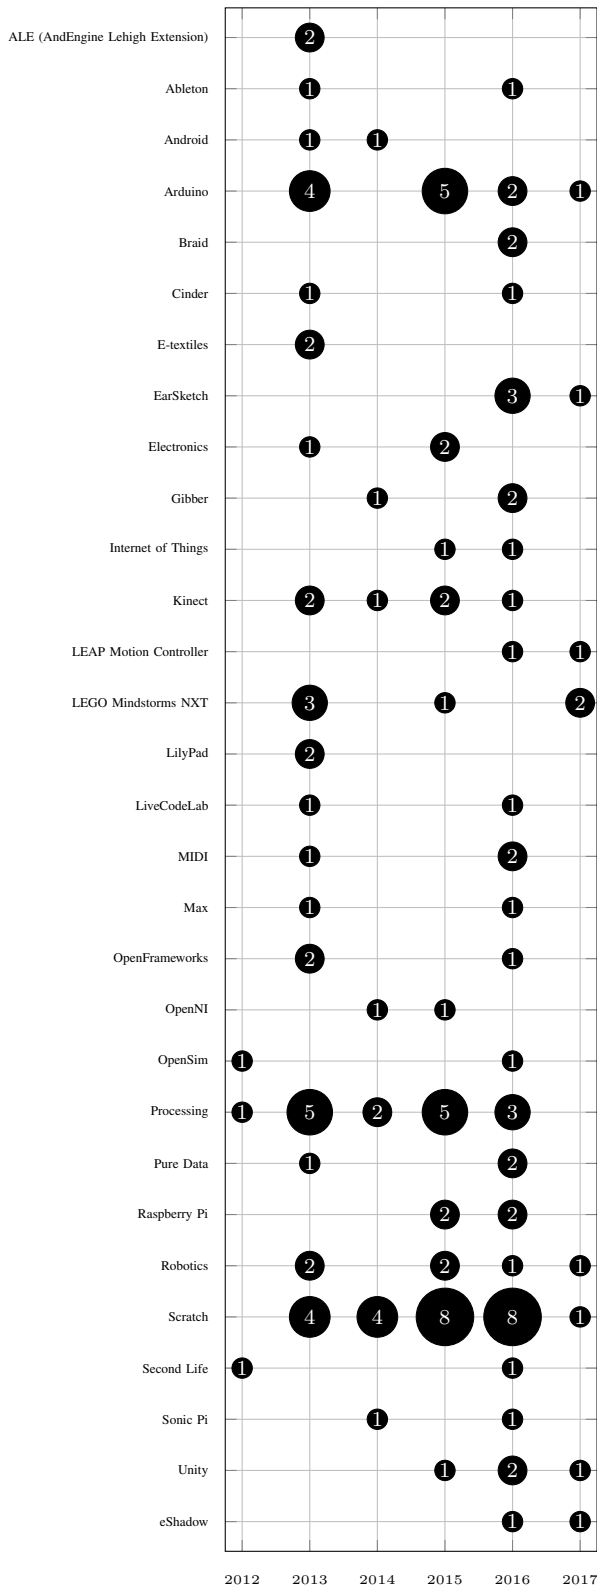 ALE (AndEngine Lehigh Extension) 2
Ableton 1 1
Android 1 1
Arduino 4 5 2 1
Braid 2
Cinder 1 1
E-textiles 2
EarSketch 3 1
Electronics 1 2
Gibber 1 2
Internet of Things 1 1
Kinect 2 1 2 1
LEAP Motion Controller 1 1
LEGO Mindstorms NXT 3 1 2
LilyPad 2
LiveCodeLab 1 1
MIDI 1 2
Max 1 1
OpenFrameworks 2 1
OpenNI 1 1
OpenSim 1 1
Processing 1 5 2 5 3
Pure Data 1 2
Raspberry Pi 2 2
Robotics 2 2 1 1
Scratch 4 4 8 8 1
Second Life 1 1
Sonic Pi 1 1
Unity 1 2 1
eShadow 1 1
2012 2013 2014 2015 2016 2017